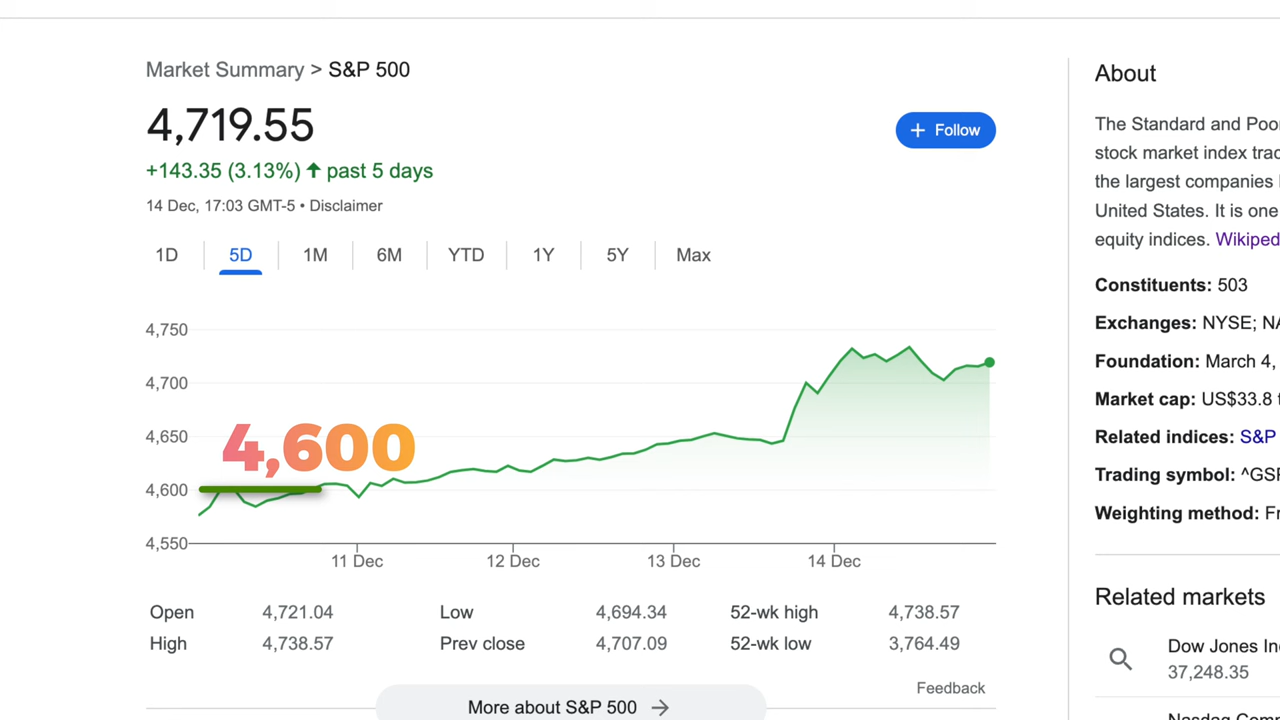 Market Summary > S&P 500
4,719.55
+143.35 (3.13%) ↑ past 5 days
14 Dec, 17:03 GMT-5 • Disclaimer
+ Follow
1D 5D 1M 6M YTD 1Y 5Y Max
4,750
4,700
4,650
4,600
4,600
4,550
11 Dec 12 Dec 13 Dec 14 Dec
Open 4,721.04 Low 4,694.34 52-wk high 4,738.57
High 4,738.57 Prev close 4,707.09 52-wk low 3,764.49
Feedback
More about S&P 500 →
About
The Standard and
stock market index
the largest companies
United States. It is one
equity indices.
Constituents: 503
Exchanges: NYSE;
Foundation: March 4,
Market cap: US$33.8
Related indices: S&P
Trading symbol:
Weighting method:
Related markets
Dow Jones
37,248.35